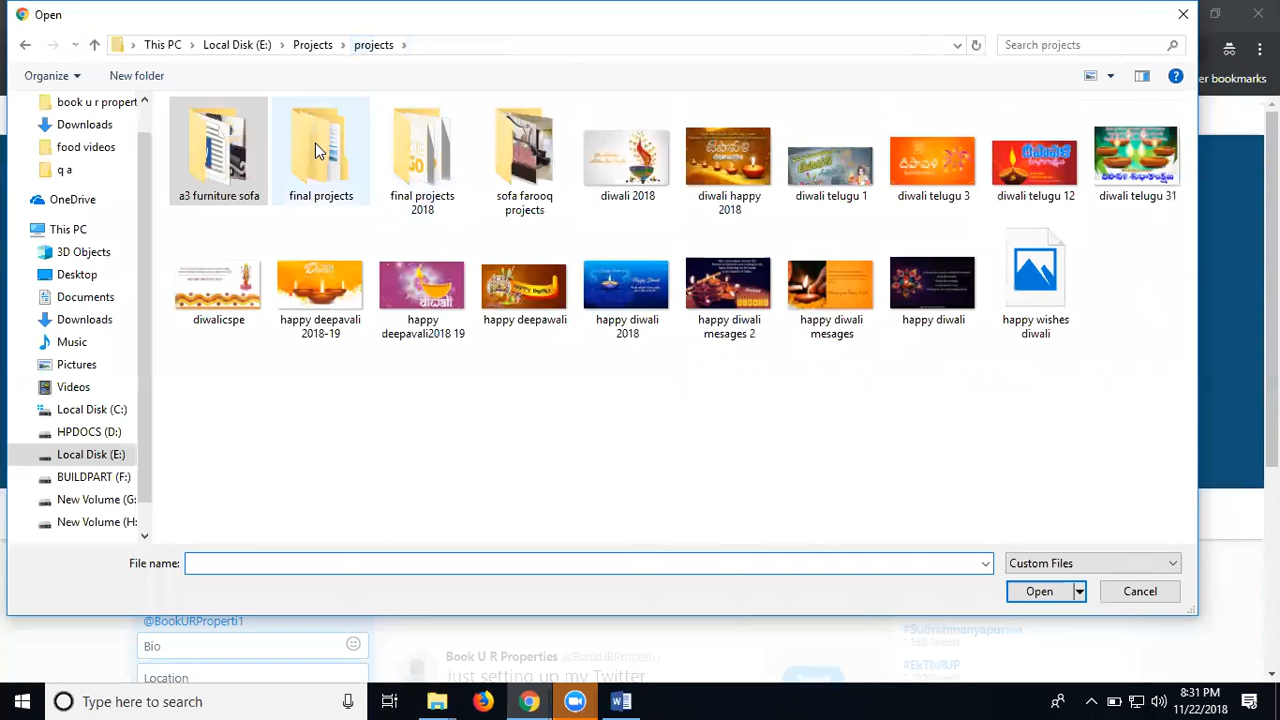 Open
This PC > Local Disk (E:) > Projects > projects >
Search projects
er bookmarks
Organize
New folder
book u r propert
Downloads
food videos
q a
OneDrive
This PC
3D Objects
Desktop
Documents
Downloads
Music
Pictures
Videos
Local Disk (C:)
HPDOCS (D:)
Local Disk (E:)
BUILDPART (F:)
New Volume (G:
New Volume (H:
a3 furniture sofa
final projects
final projects
2018
sofa farooq
projects
diwali 2018
diwali happy
2018
diwali telugu 1
diwali telugu 3
diwali telugu 12
diwali telugu 31
diwalicspe
happy deepavali
2018-19
happy
deepavali2018 19
happy deepawali
happy diwali
2018
happy diwali
mesages 2
happy diwali
mesages
happy diwali
happy wishes
diwali
File name:
Custom Files
Open
Cancel
@BookURProperti1
Bio
Location
Book U R Properties @BookURProperti
Just setting up my Twitter
#Subrahmanyapuram
#EkThiBJP
Type here to search
8:31 PM
11/22/2018